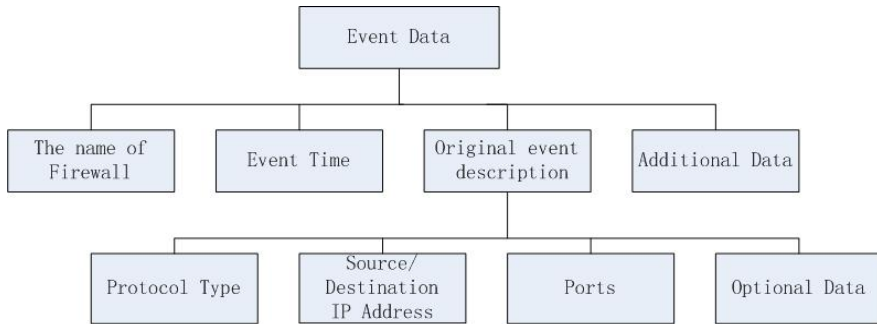 Event Data
The name of
Firewall
Event Time
Original event
description
Additional Data
Protocol Type
Source/
Destination
IP Address
Ports
Optional Data